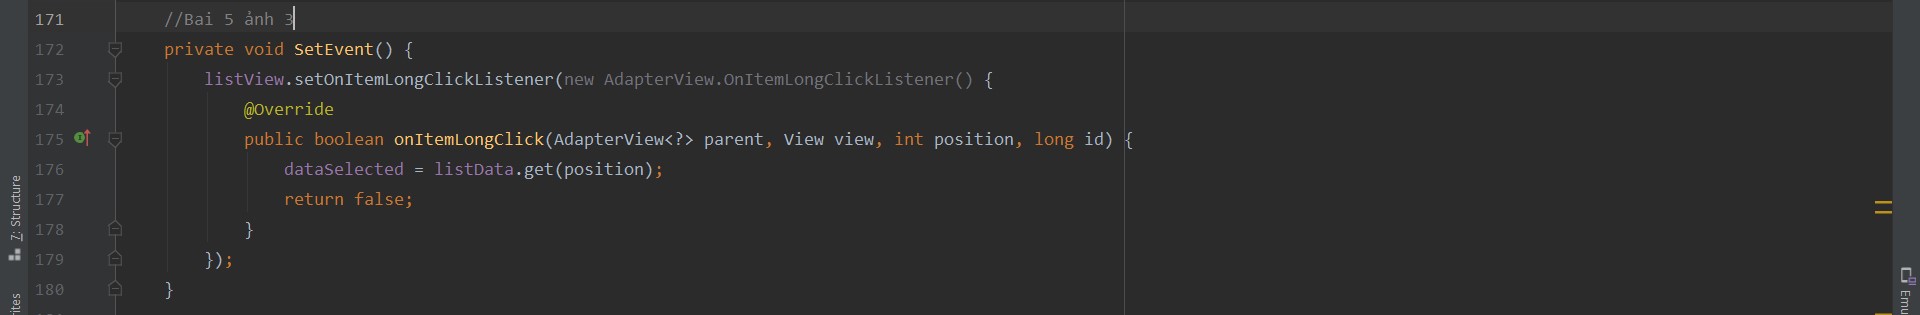 171 //Bai 5 ảnh 3
172 private void SetEvent() {
173 listView.setOnItemLongClickListener(new AdapterView.OnItemLongClickListener() {
174 @Override
175 public boolean onItemLongClick(AdapterView<?> parent, View view, int position, long id) {
176 dataSelected = listData.get(position);
177 return false;
178 }
179 });
180 }
Z: Structure
rites
Emu